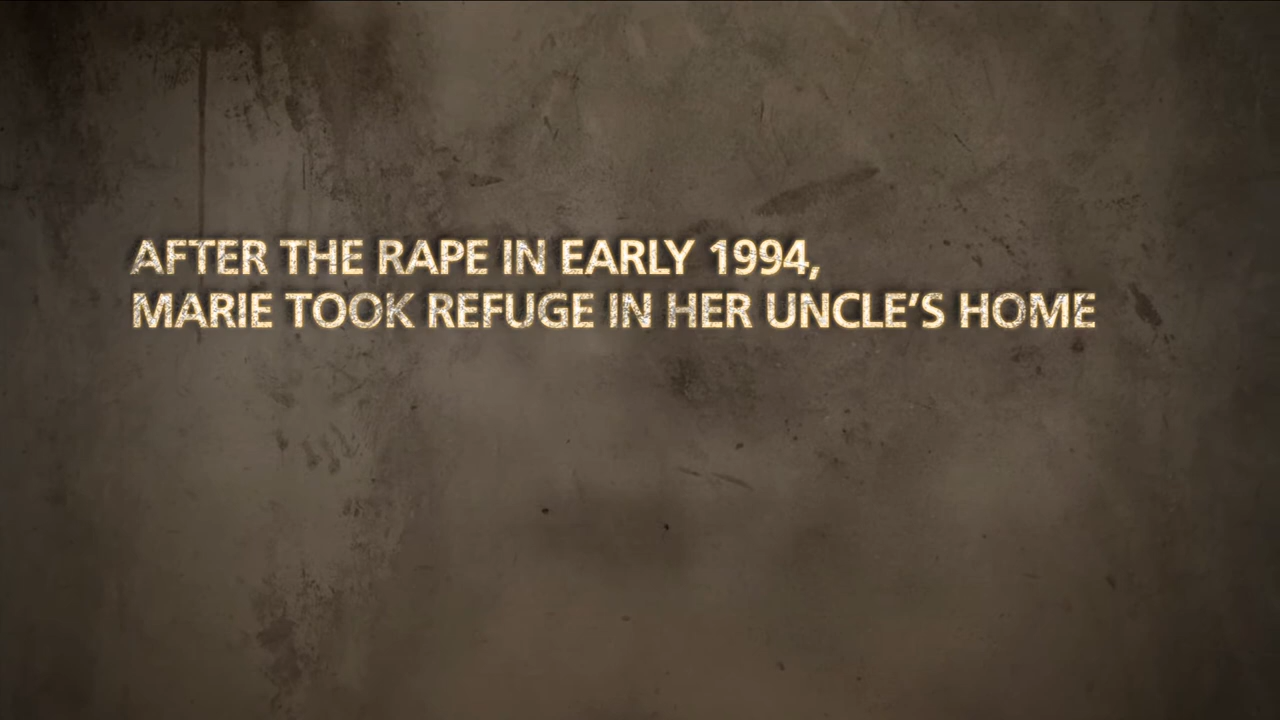 AFTER THE RAPE IN EARLY 1994,
MARIE TOOK REFUGE IN HER UNCLE’S HOME